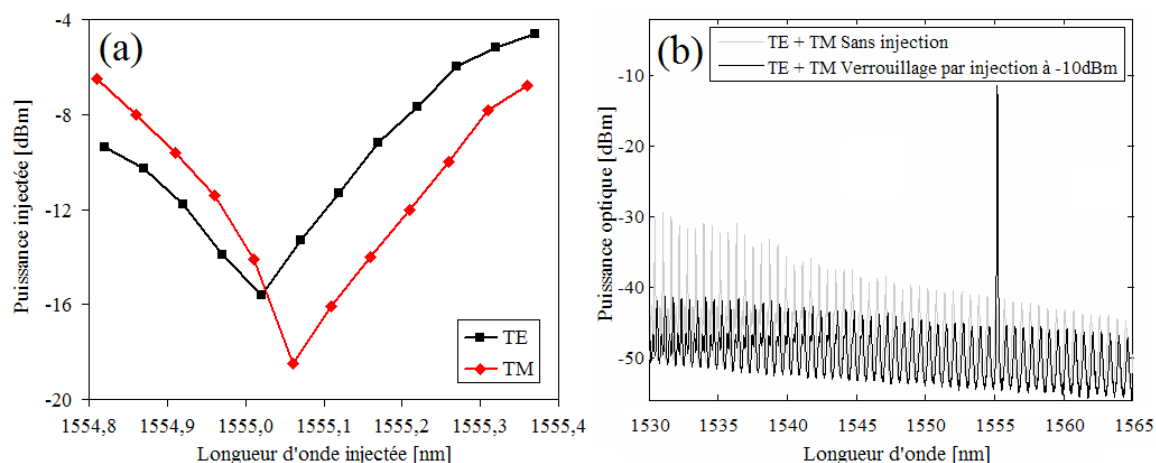 (a)
Puissance injectée [dBm]
-4
-8
-12
-16
-20
TE
TM
1554,8
1554,9
1555,0
1555,1
1555,2
1555,3
1555,4
Longueur d'onde injectée [nm]
(b)
TE + TM Sans injection
TE + TM Verrouillage par injection à -10dBm
Puissance optique [dBm]
-10
-20
-30
-40
-50
1530
1535
1540
1545
1550
1555
1560
1565
Longueur d'onde [nm]